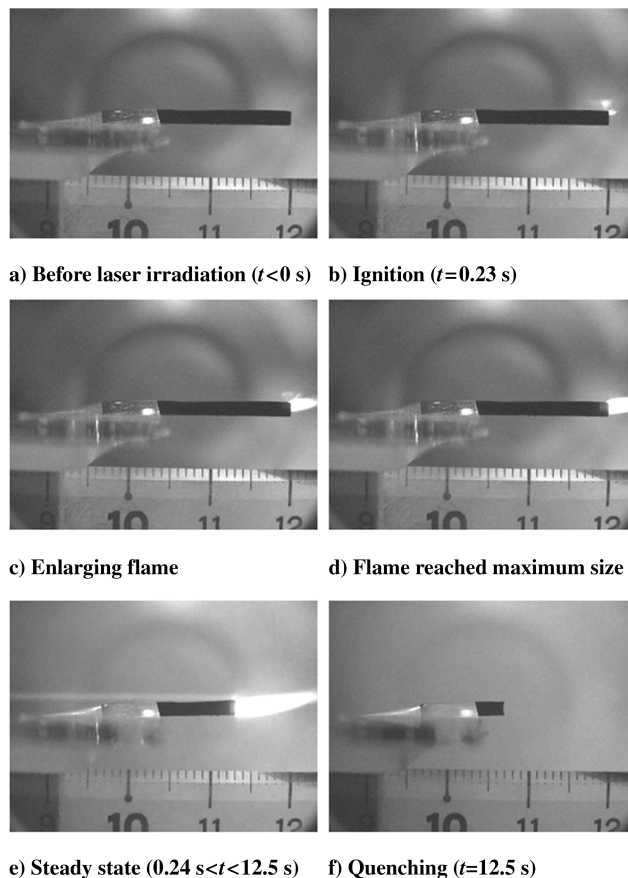 9 10 11 12
9 10 11 12
a) Before laser irradiation (t<0 s)
b) Ignition (t=0.23 s)
10 11 12
10 11 12
c) Enlarging flame
d) Flame reached maximum size
10 11 12
10 11 12
e) Steady state (0.24 s<t<12.5 s)
f) Quenching (t=12.5 s)